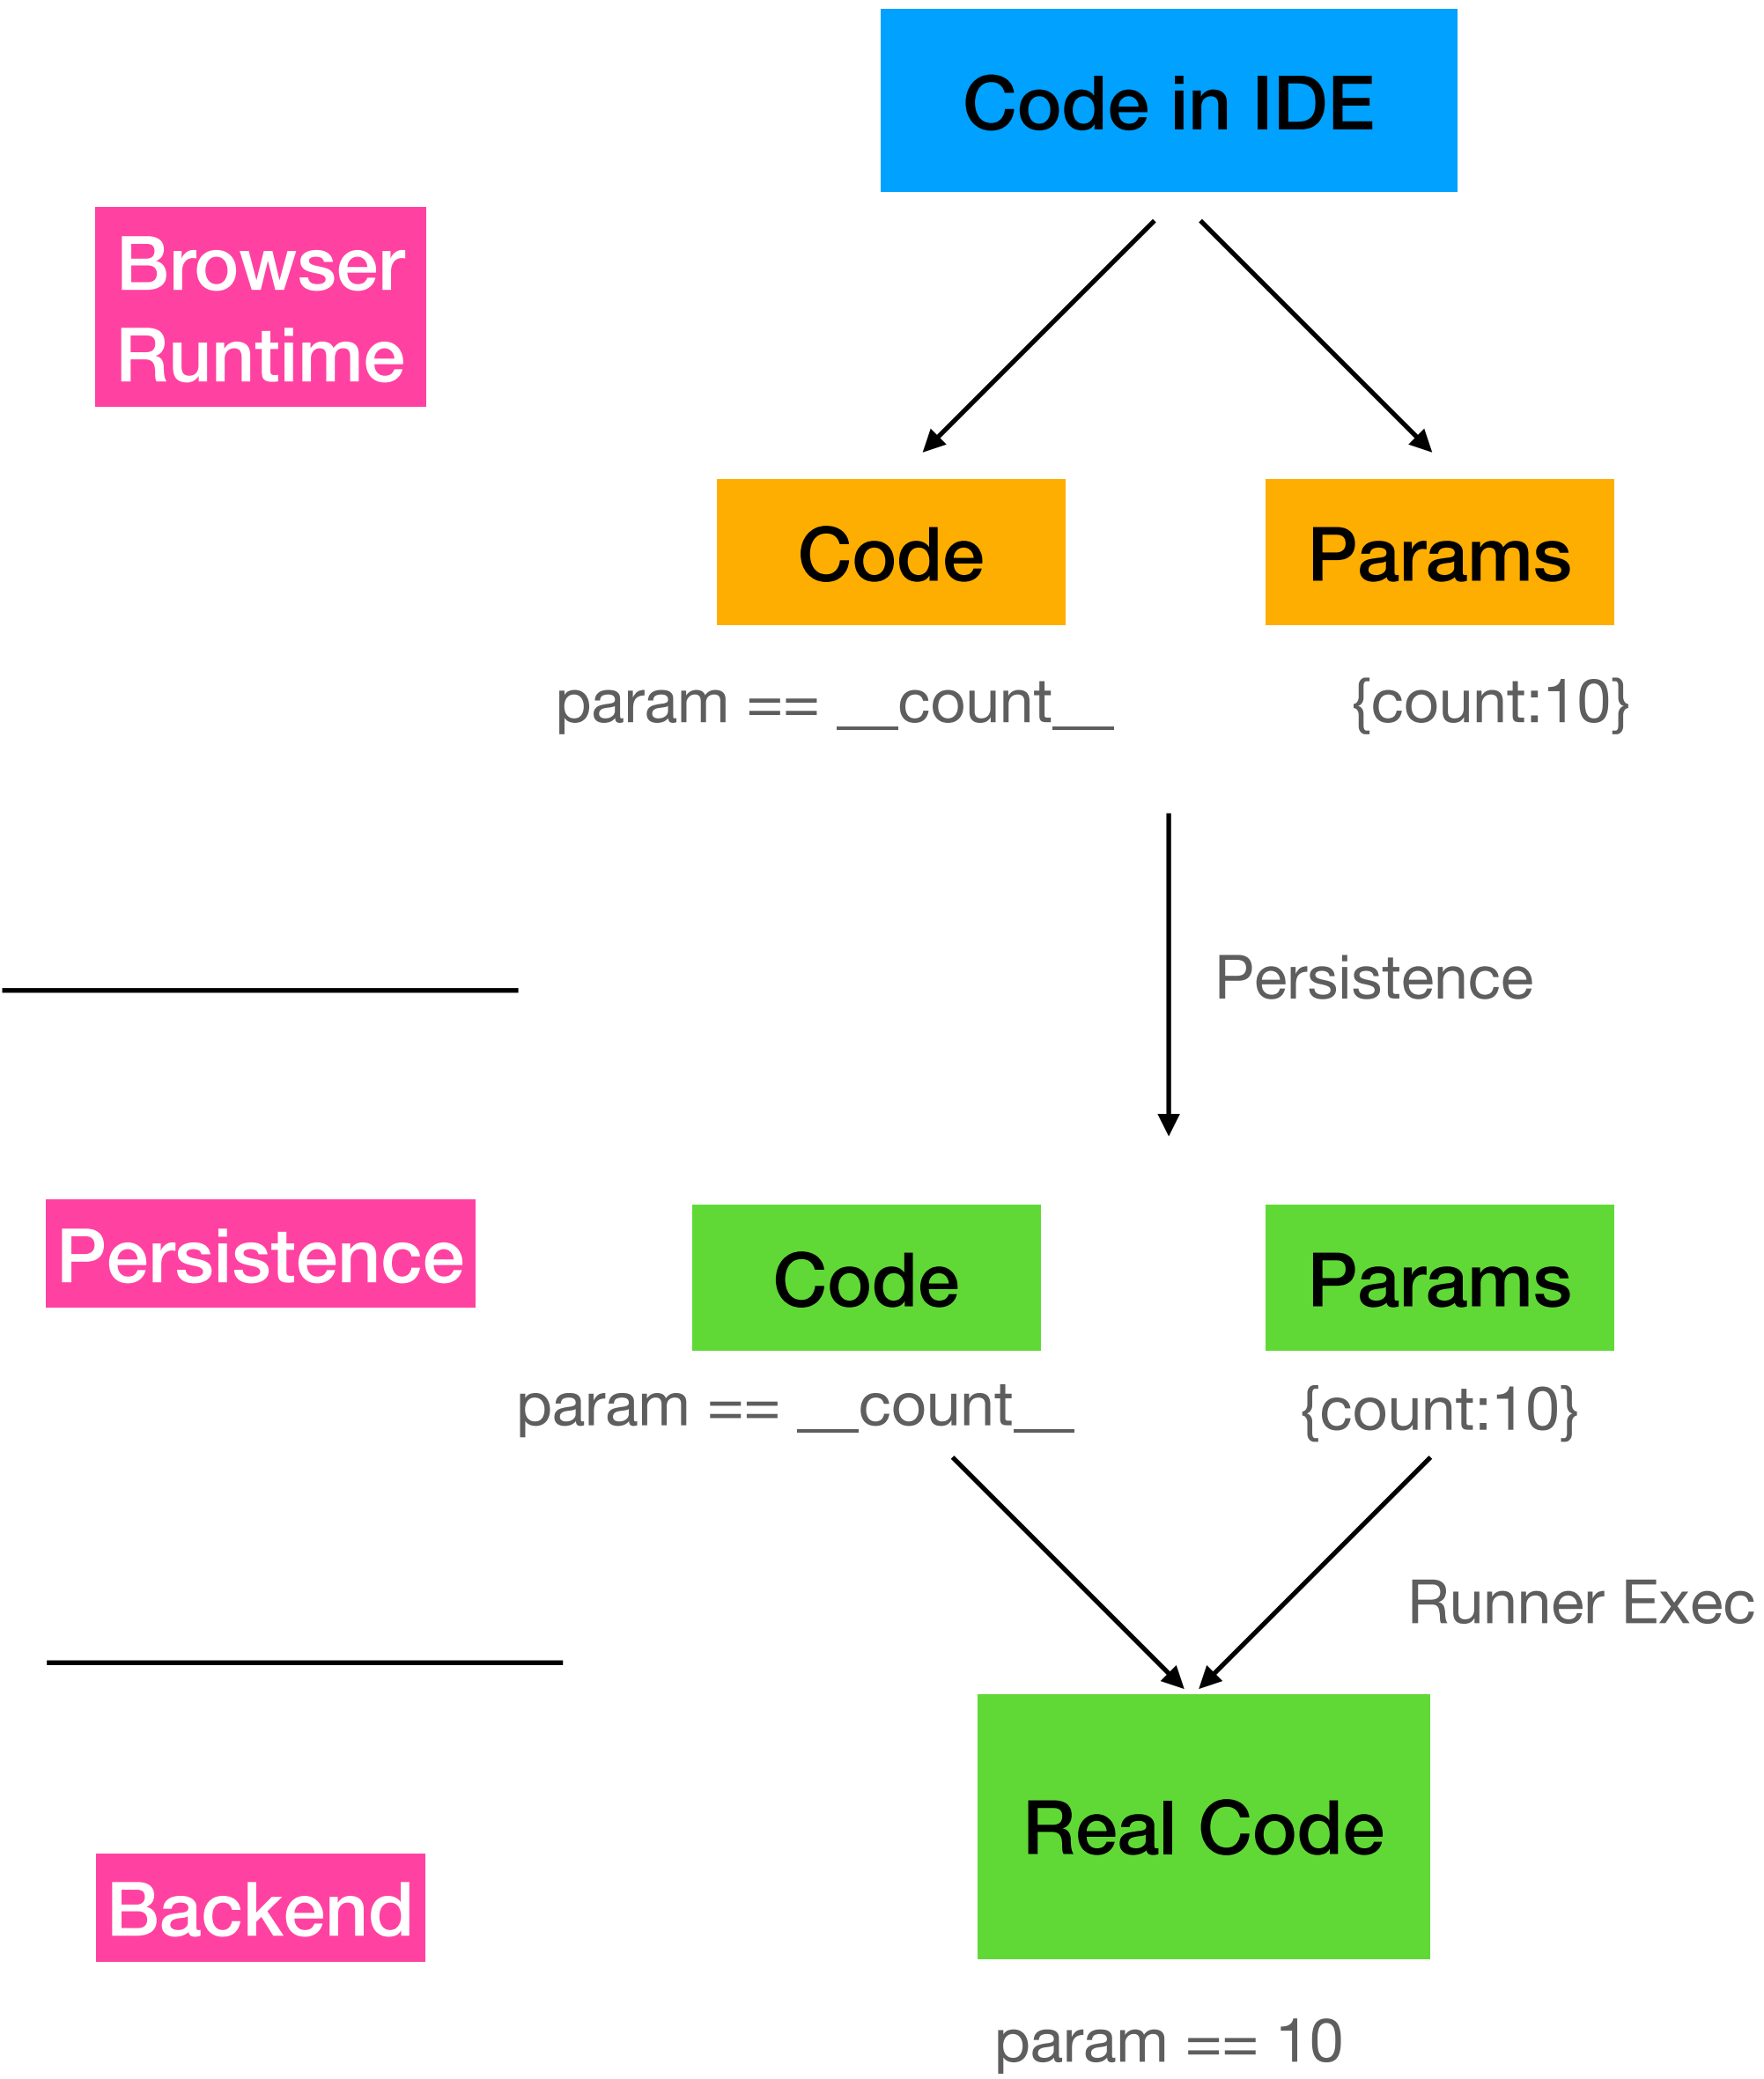 Code in IDE
Browser
Runtime
Code
Params
param == __count__
{count:10}
Persistence
Persistence
Code
Params
param == __count__
{count:10}
Runner Exec
Real Code
Backend
param == 10